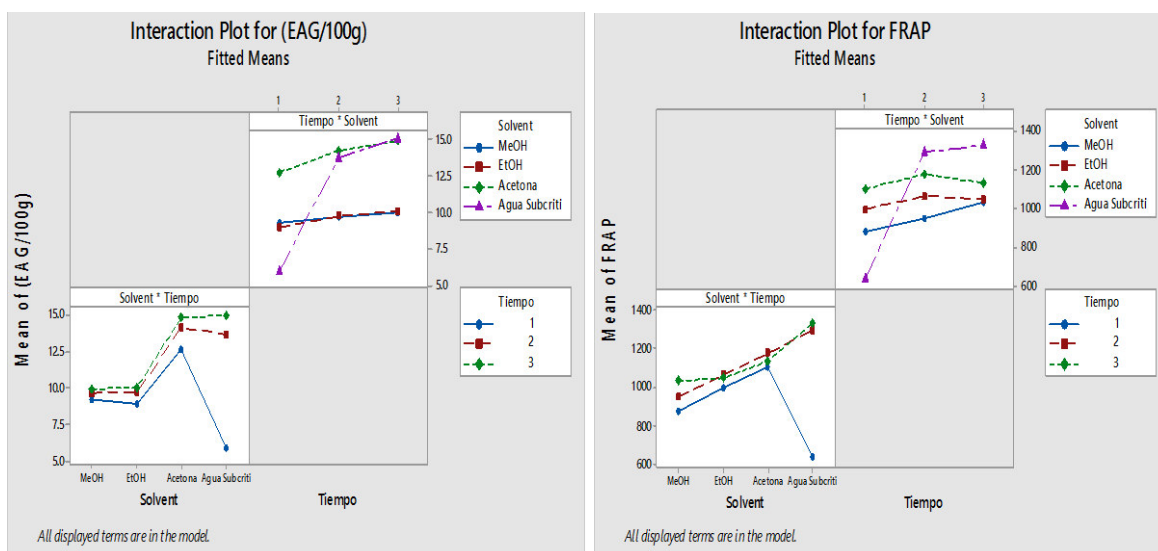 Interaction Plot for (EAG/100g)
Fitted Means
1 2 3
Tiempo * Solvent
15.0
12.5
10.0
7.5
5.0
Solvent
MeOH
EtOH
Acetona
Agua Subcriti
Mean of (EAG/100g)
Solvent * Tiempo
15.0
12.5
10.0
7.5
5.0
Tiempo
1
2
3
MeOH EtOH Acetona Agua Subcriti
Solvent Tiempo
All displayed terms are in the model.
Interaction Plot for FRAP
Fitted Means
1 2 3
Tiempo * Solvent
1400
1200
1000
800
600
Solvent
MeOH
EtOH
Acetona
Agua Subcriti
Mean of FRAP
Solvent * Tiempo
1400
1200
1000
800
600
Tiempo
1
2
3
MeOH EtOH Acetona Agua Subcriti
Solvent Tiempo
All displayed terms are in the model.